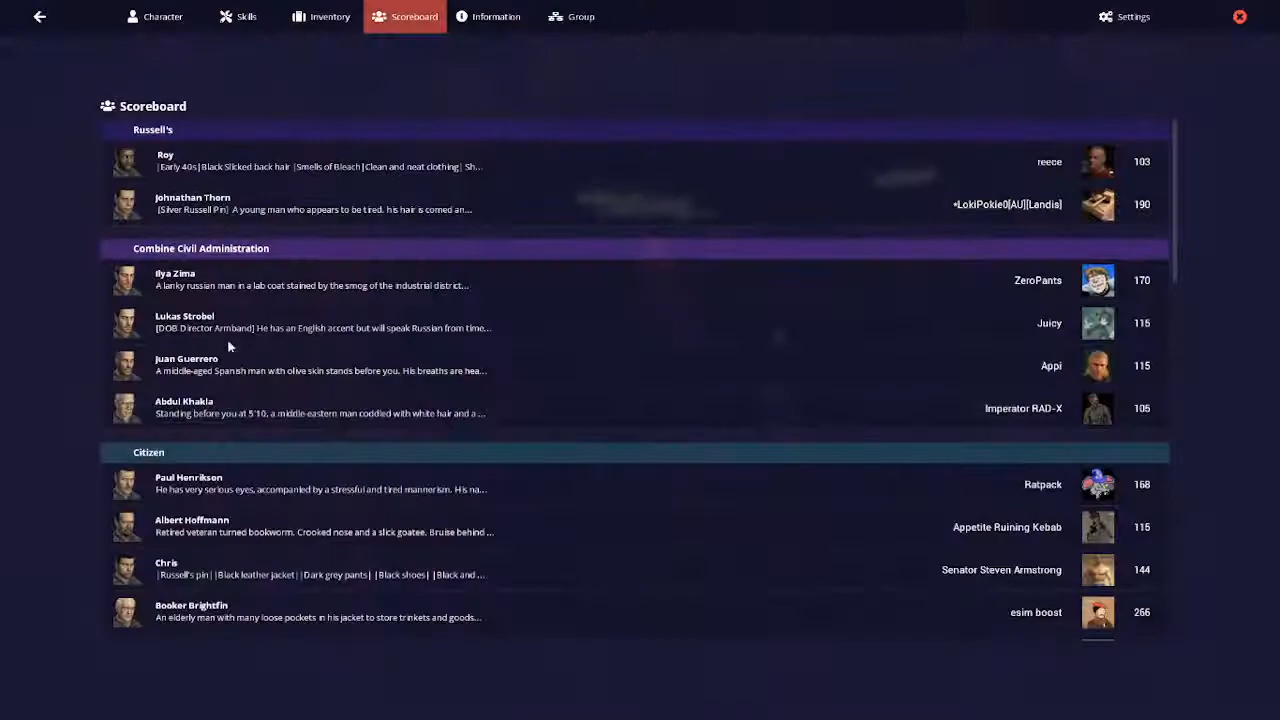 Character Skills Inventory Scoreboard Information Group Settings
Scoreboard
Russell's
Roy
|Early 40s|Black Slicked back hair |Smells of Bleach|Clean and neat clothing| Sh...
reece 103
Johnathan Thorn
[Silver Russell Pin] A young man who appears to be tired. his hair is comed an...
*LokiPokie0[AU][Landis] 190
Combine Civil Administration
Ilya Zima
A lanky russian man in a lab coat stained by the smog of the industrial district...
ZeroPants 170
Lukas Strobel
[DOB Director Armband] He has an English accent but will speak Russian from time...
Juicy 115
Juan Guerrero
A middle-aged Spanish man with olive skin stands before you. His breaths are hea...
Appi 115
Abdul Khakla
Standing before you at 5'10, a middle-eastern man coddled with white hair and a ...
Imperator RAD-X 105
Citizen
Paul Henrikson
He has very serious eyes, accompanied by a stressful and tired mannerism. His na...
Ratpack 168
Albert Hoffmann
Retired veteran turned bookworm. Crooked nose and a slick goatee. Bruise behind ...
Appetite Ruining Kebab 115
Chris
|Russell's pin||Black leather jacket||Dark grey pants| |Black shoes| |Black and ...
Senator Steven Armstrong 144
Booker Brightfin
An elderly man with many loose pockets in his jacket to store trinkets and goods...
esim boost 266